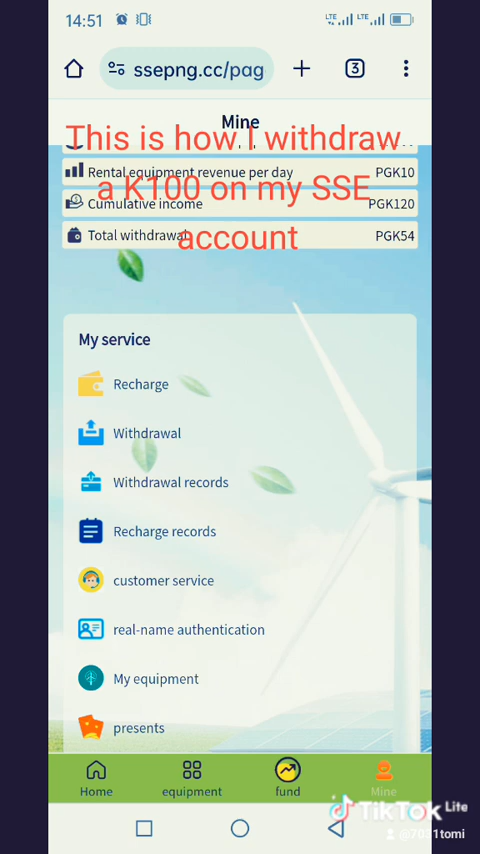 14:51
LTE LTE
ssepng.cc/pag
3
Mine
This is how I withdraw
a K100 on my SSE
account
Rental equipment revenue per day PGK10
Cumulative income PGK120
Total withdrawal PGK54
My service
Recharge
Withdrawal
Withdrawal records
Recharge records
customer service
real-name authentication
My equipment
presents
Home equipment fund Mine
TikTok Lite